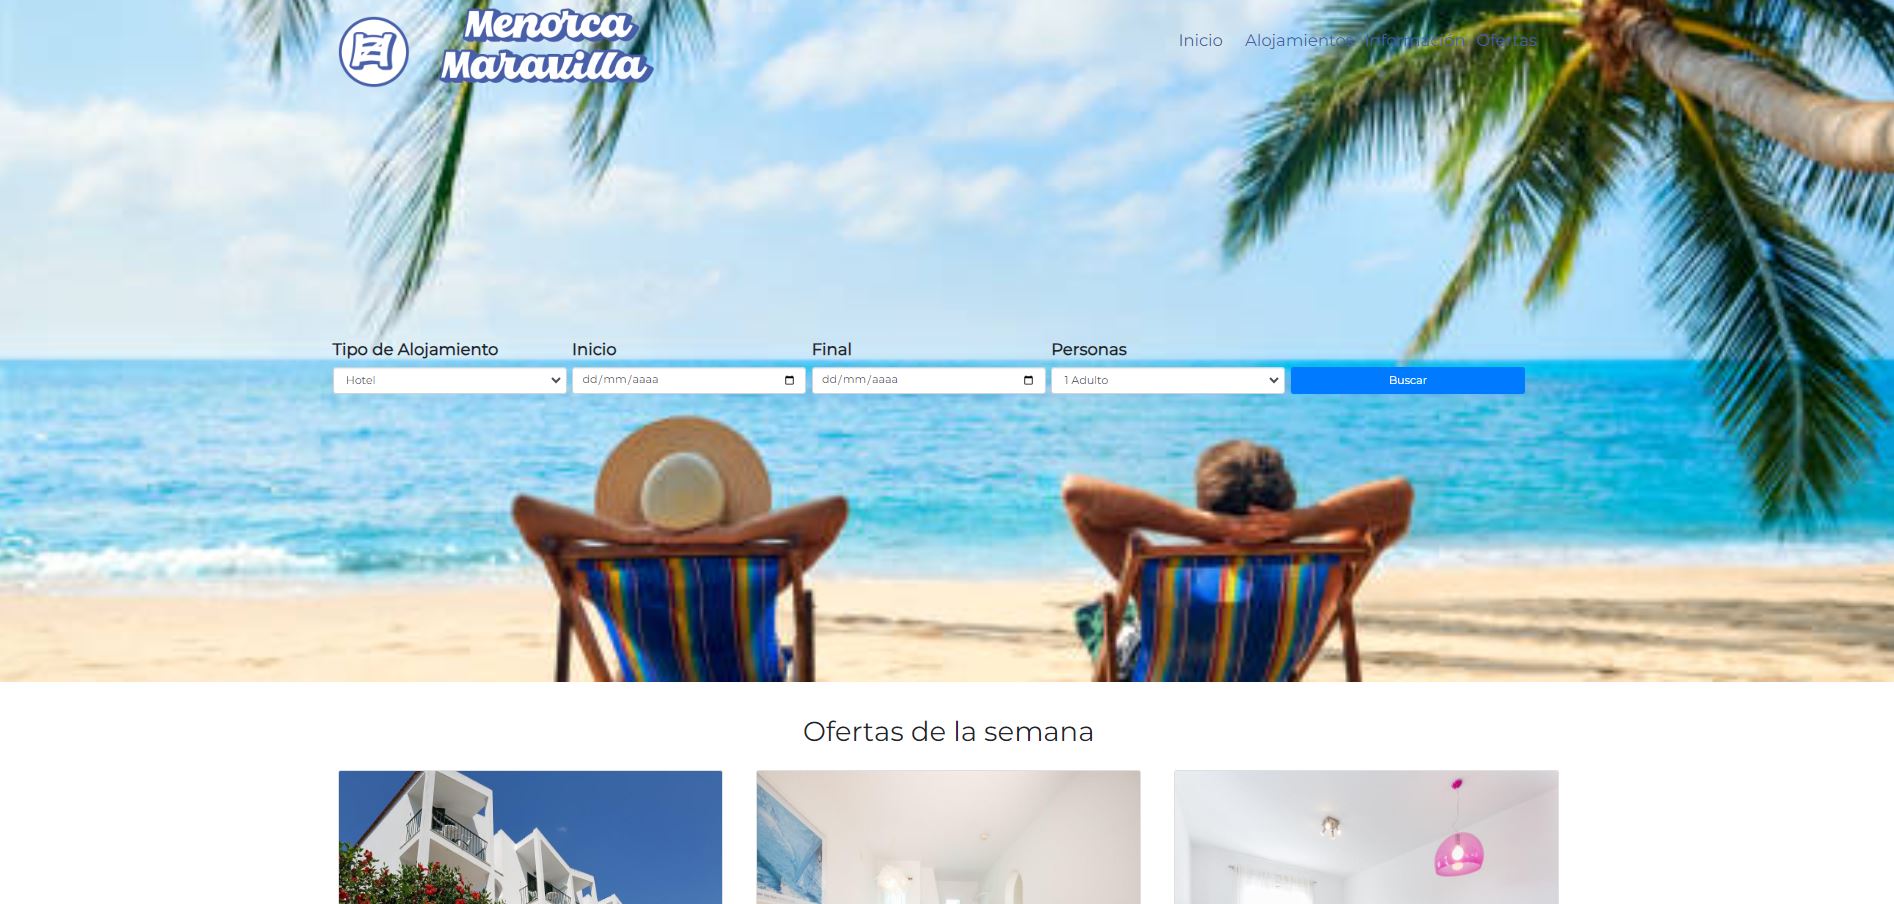 Menorca
Maravilla
Inicio Alojamientos Información Ofertas
Tipo de Alojamiento Inicio Final Personas
Hotel dd/mm/aaaa dd/mm/aaaa 1 Adulto Buscar
Ofertas de la semana